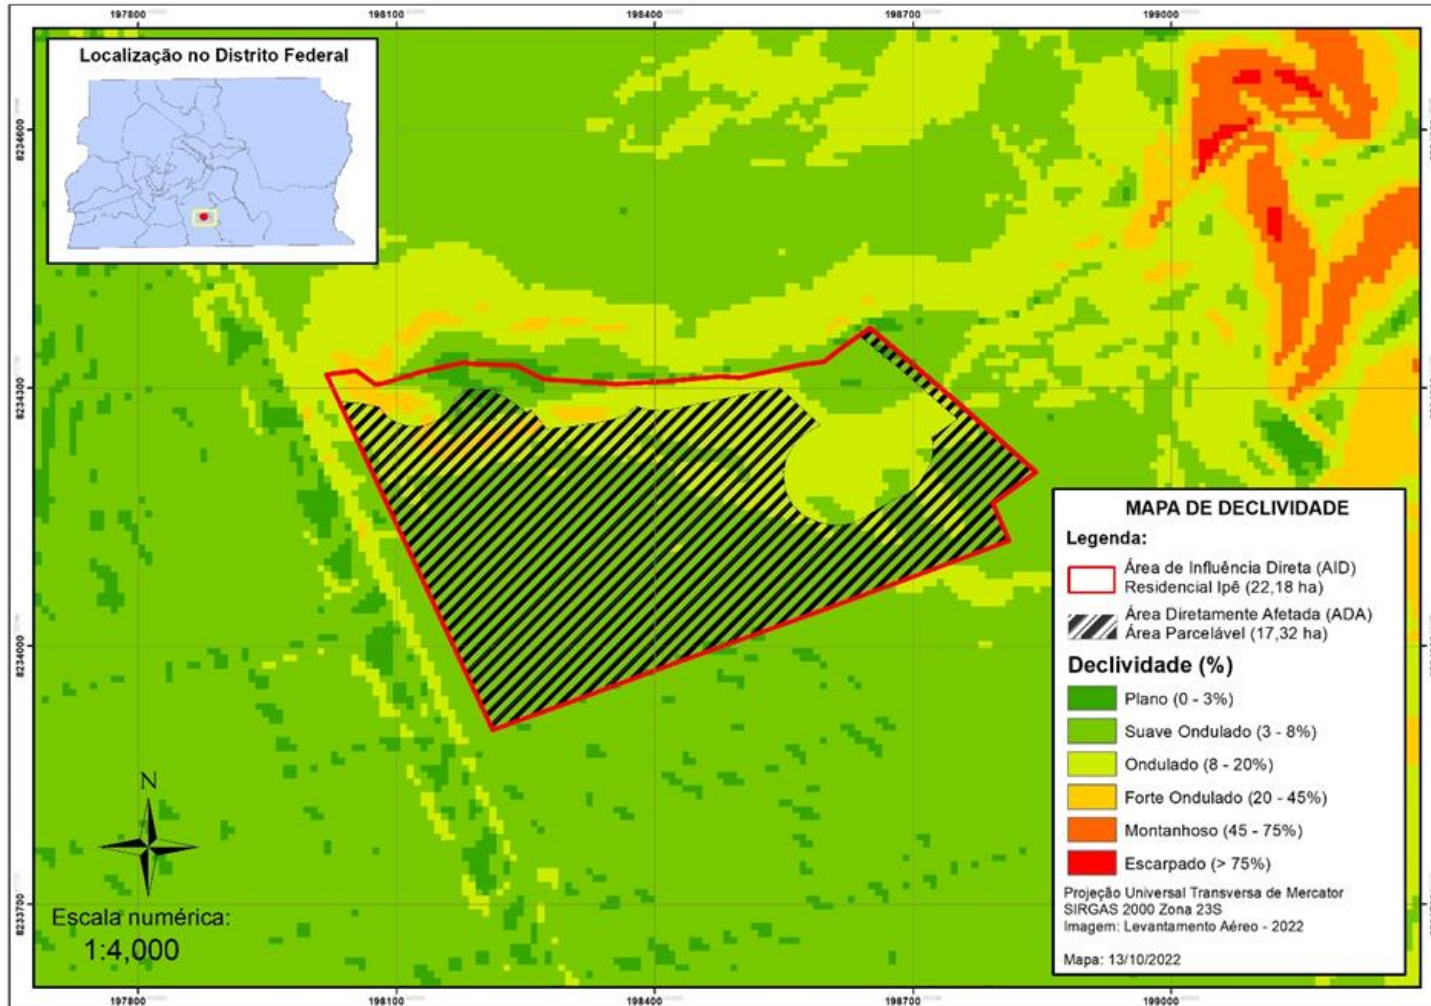 197800
198100
198400
198700
199000
Localização no Distrito Federal
8234600
8234300
8234000
8233700
N
Escala numérica:
1:4,000
MAPA DE DECLIVIDADE
Legenda:
Área de Influência Direta (AID)
Residencial Ipê (22,18 ha)
Área Diretamente Afetada (ADA)
Área Parcelável (17,32 ha)
Declividade (%)
Plano (0 - 3%)
Suave Ondulado (3 - 8%)
Ondulado (8 - 20%)
Forte Ondulado (20 - 45%)
Montanhoso (45 - 75%)
Escarpado (> 75%)
Projeção Universal Transversa de Mercator
SIRGAS 2000 Zona 23S
Imagem: Levantamento Aéreo - 2022
Mapa: 13/10/2022
197800
198100
198400
198700
199000